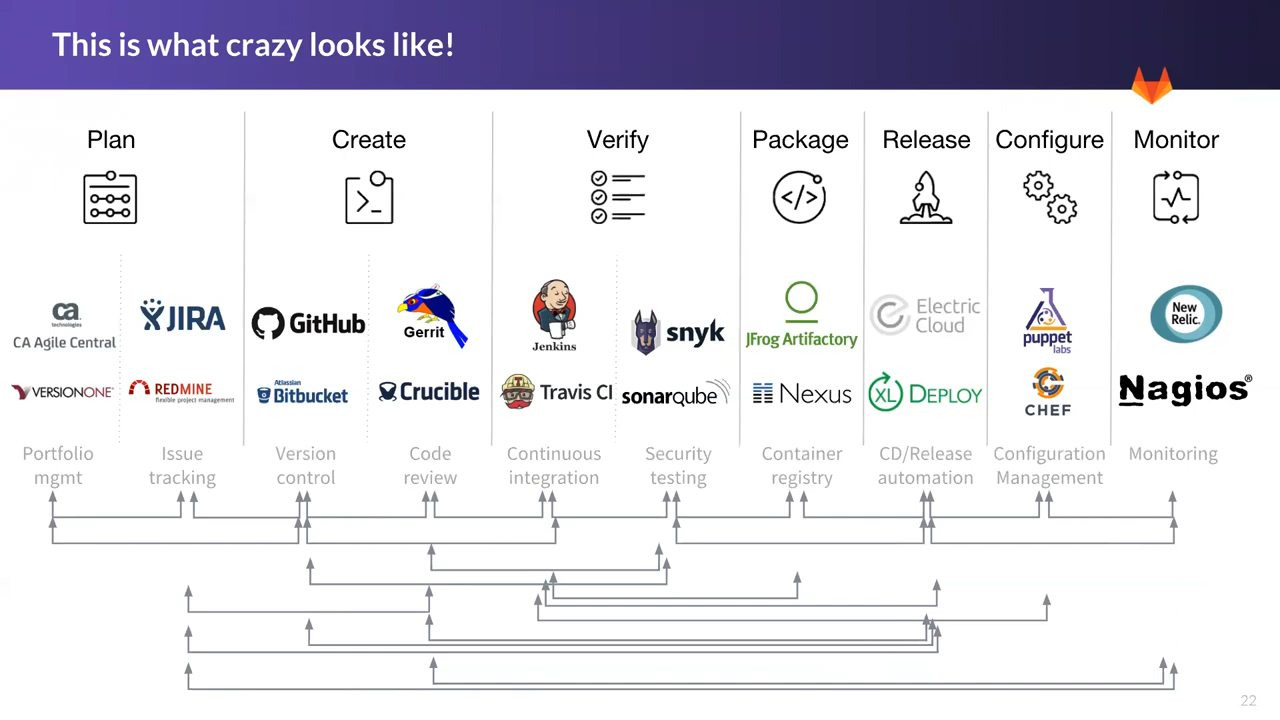 This is what crazy looks like!
Plan
Create
Verify
Package
Release
Configure
Monitor
ca
technologies
CA Agile Central
JIRA
GitHub
Gerrit
Jenkins
snyk
JFrog Artifactory
Electric
Cloud
puppet
labs
New
Relic.
VERSIONONE
REDMINE
flexible project management
Atlassian
Bitbucket
Crucible
Travis CI
sonarqube
Nexus
XL DEPLOY
CHEF
Nagios®
Portfolio
mgmt
Issue
tracking
Version
control
Code
review
Continuous
integration
Security
testing
Container
registry
CD/Release
automation
Configuration
Management
Monitoring
22